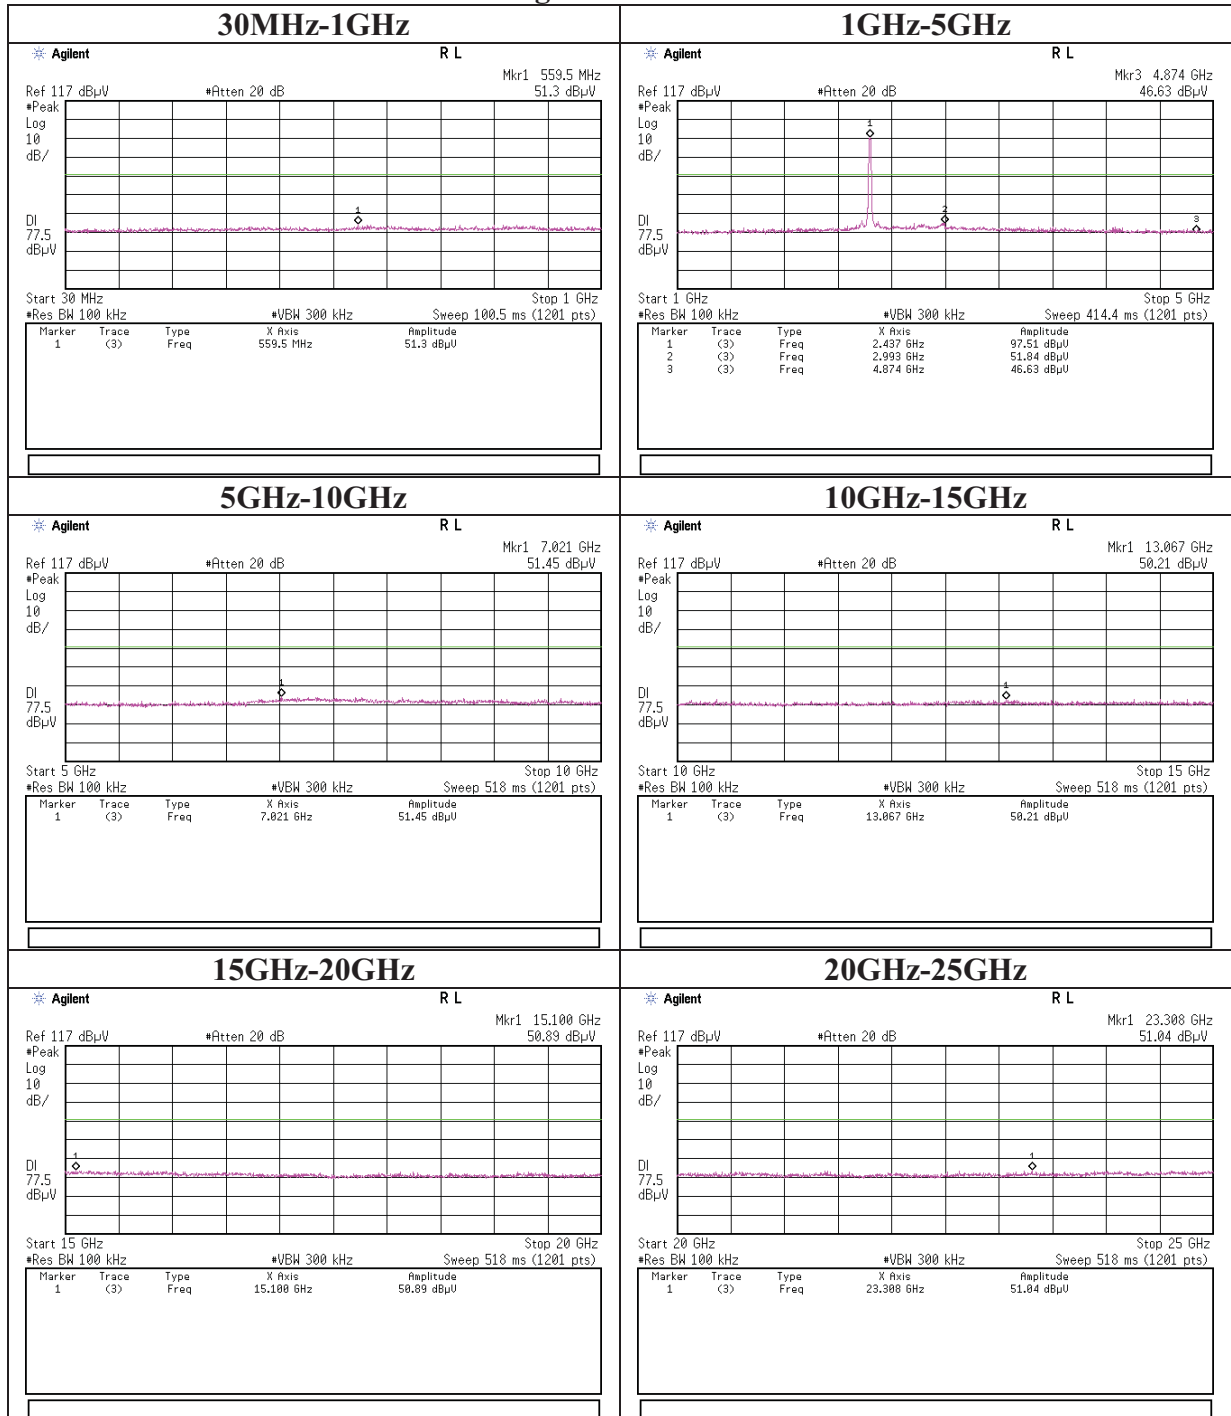 30MHz-1GHz
Agilent R L
Mkr1 559.5 MHz
Ref 117 dBµV #Atten 20 dB 51.3 dBµV
#Peak
Log
10
dB/
1
DI
77.5
dBµV
Start 30 MHz Stop 1 GHz
#Res BW 100 kHz #VBW 300 kHz Sweep 100.5 ms (1201 pts)
Marker Trace Type X Axis Amplitude
1 (3) Freq 559.5 MHz 51.3 dBµV
1GHz-5GHz
Agilent R L
Mkr3 4.874 GHz
Ref 117 dBµV #Atten 20 dB 46.63 dBµV
#Peak
Log
10
dB/
1
2
3
DI
77.5
dBµV
Start 1 GHz Stop 5 GHz
#Res BW 100 kHz #VBW 300 kHz Sweep 414.4 ms (1201 pts)
Marker Trace Type X Axis Amplitude
1 (3) Freq 2.437 GHz 97.51 dBµV
2 (3) Freq 2.993 GHz 51.84 dBµV
3 (3) Freq 4.874 GHz 46.63 dBµV
5GHz-10GHz
Agilent R L
Mkr1 7.021 GHz
Ref 117 dBµV #Atten 20 dB 51.45 dBµV
#Peak
Log
10
dB/
1
DI
77.5
dBµV
Start 5 GHz Stop 10 GHz
#Res BW 100 kHz #VBW 300 kHz Sweep 518 ms (1201 pts)
Marker Trace Type X Axis Amplitude
1 (3) Freq 7.021 GHz 51.45 dBµV
10GHz-15GHz
Agilent R L
Mkr1 13.067 GHz
Ref 117 dBµV #Atten 20 dB 50.21 dBµV
#Peak
Log
10
dB/
1
DI
77.5
dBµV
Start 10 GHz Stop 15 GHz
#Res BW 100 kHz #VBW 300 kHz Sweep 518 ms (1201 pts)
Marker Trace Type X Axis Amplitude
1 (3) Freq 13.067 GHz 50.21 dBµV
15GHz-20GHz
Agilent R L
Mkr1 15.100 GHz
Ref 117 dBµV #Atten 20 dB 50.89 dBµV
#Peak
Log
10
dB/
1
DI
77.5
dBµV
Start 15 GHz Stop 20 GHz
#Res BW 100 kHz #VBW 300 kHz Sweep 518 ms (1201 pts)
Marker Trace Type X Axis Amplitude
1 (3) Freq 15.100 GHz 50.89 dBµV
20GHz-25GHz
Agilent R L
Mkr1 23.308 GHz
Ref 117 dBµV #Atten 20 dB 51.04 dBµV
#Peak
Log
10
dB/
1
DI
77.5
dBµV
Start 20 GHz Stop 25 GHz
#Res BW 100 kHz #VBW 300 kHz Sweep 518 ms (1201 pts)
Marker Trace Type X Axis Amplitude
1 (3) Freq 23.308 GHz 51.04 dBµV